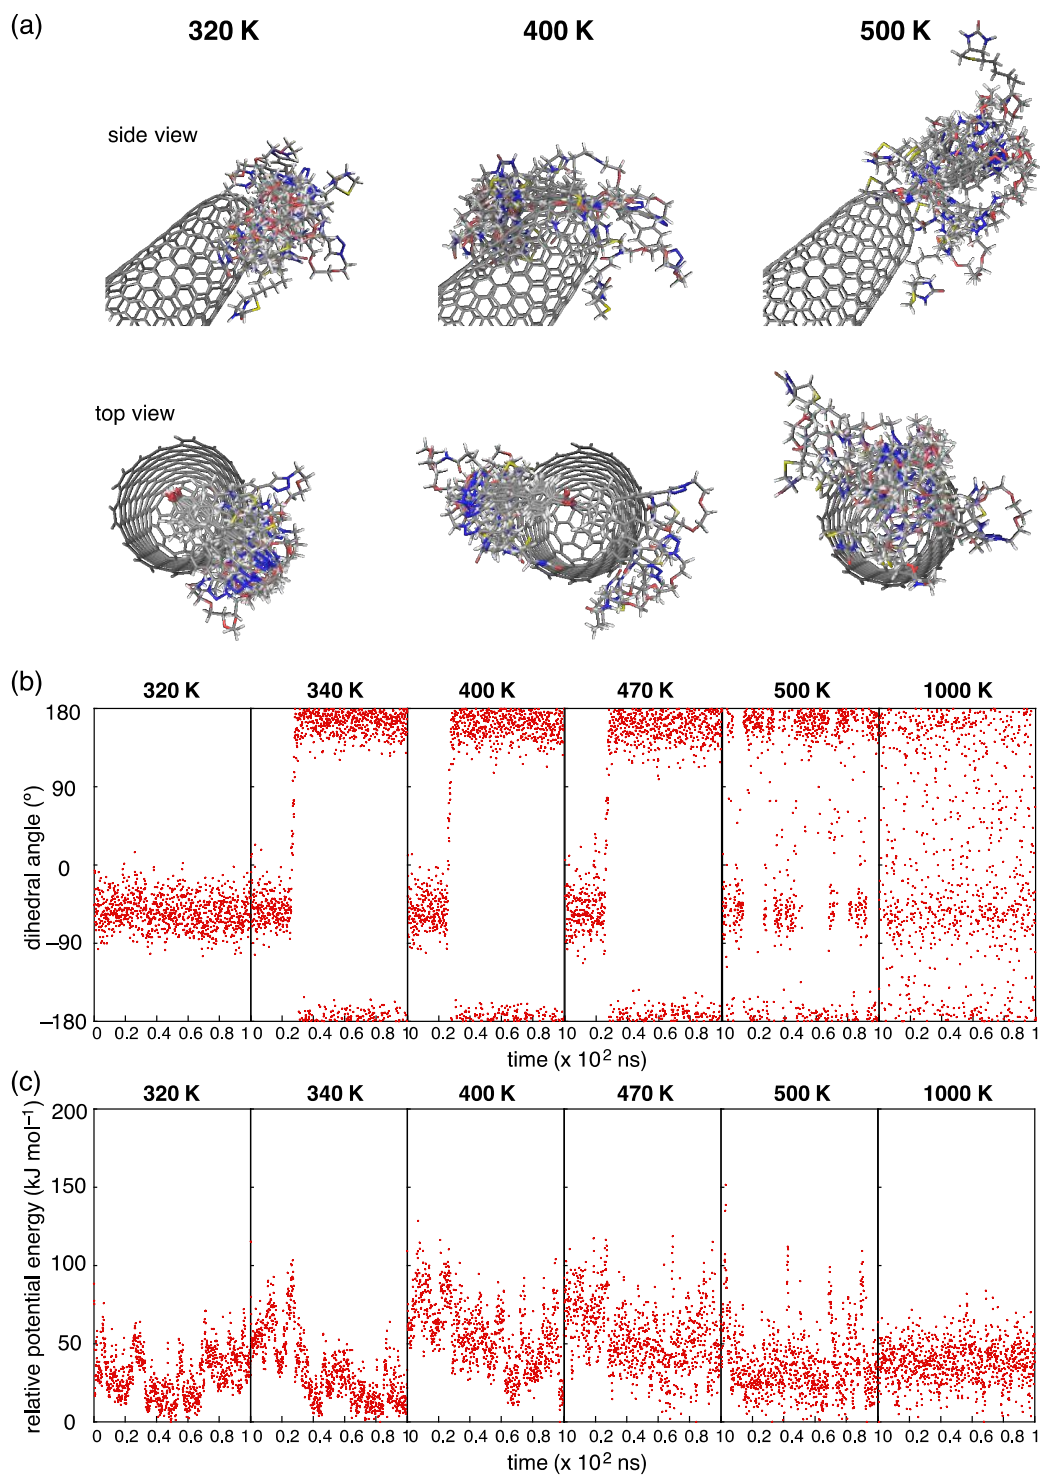 (a)
320 K 400 K 500 K
side view
top view
(b)
320 K 340 K 400 K 470 K 500 K 1000 K
dihedral angle (°)
180
90
0
−90
−180
0 0.2 0.4 0.6 0.8 1 0 0.2 0.4 0.6 0.8 1 0 0.2 0.4 0.6 0.8 1 0 0.2 0.4 0.6 0.8 1 0 0.2 0.4 0.6 0.8 1 0 0.2 0.4 0.6 0.8 1
time (x 10² ns)
(c)
320 K 340 K 400 K 470 K 500 K 1000 K
relative potential energy (kJ mol⁻¹)
200
150
100
50
0
0 0.2 0.4 0.6 0.8 1 0 0.2 0.4 0.6 0.8 1 0 0.2 0.4 0.6 0.8 1 0 0.2 0.4 0.6 0.8 1 0 0.2 0.4 0.6 0.8 1 0 0.2 0.4 0.6 0.8 1
time (x 10² ns)